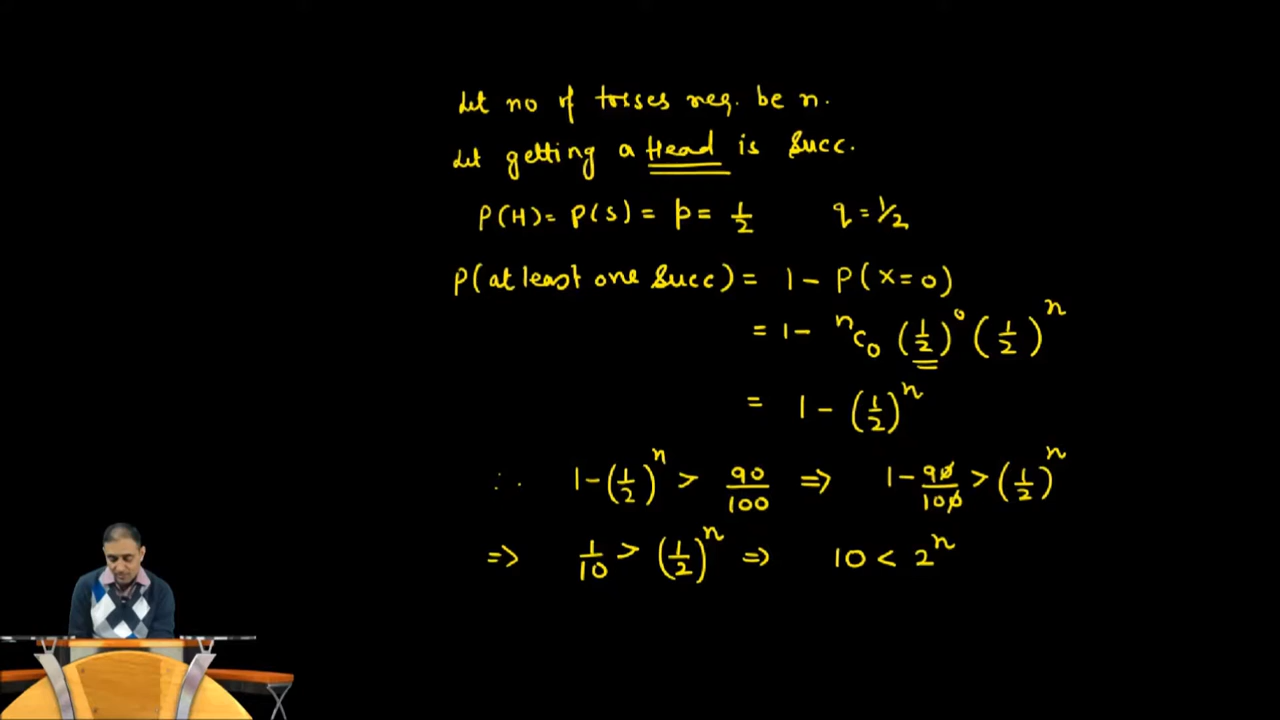 Let no of tosses req. be n.
Let getting a Head is Succ.
P(H) = P(S) = p = 1/2 q = 1/2
P(at least one Succ) = 1 - P(x=0)
= 1 - ⁿC₀ (1/2)⁰ (1/2)ⁿ
= 1 - (1/2)ⁿ
∴ 1 - (1/2)ⁿ > 90/100 => 1 - 90/100 > (1/2)ⁿ
=> 1/10 > (1/2)ⁿ => 10 < 2ⁿ